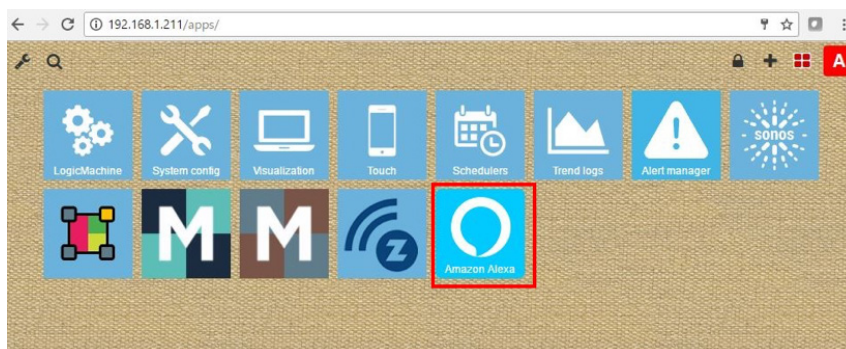 192.168.1.211/apps/
A
LogicMachine
System config
Visualization
Touch
Schedulers
Trend logs
Alert manager
SONOS
M
M
Z
Amazon Alexa